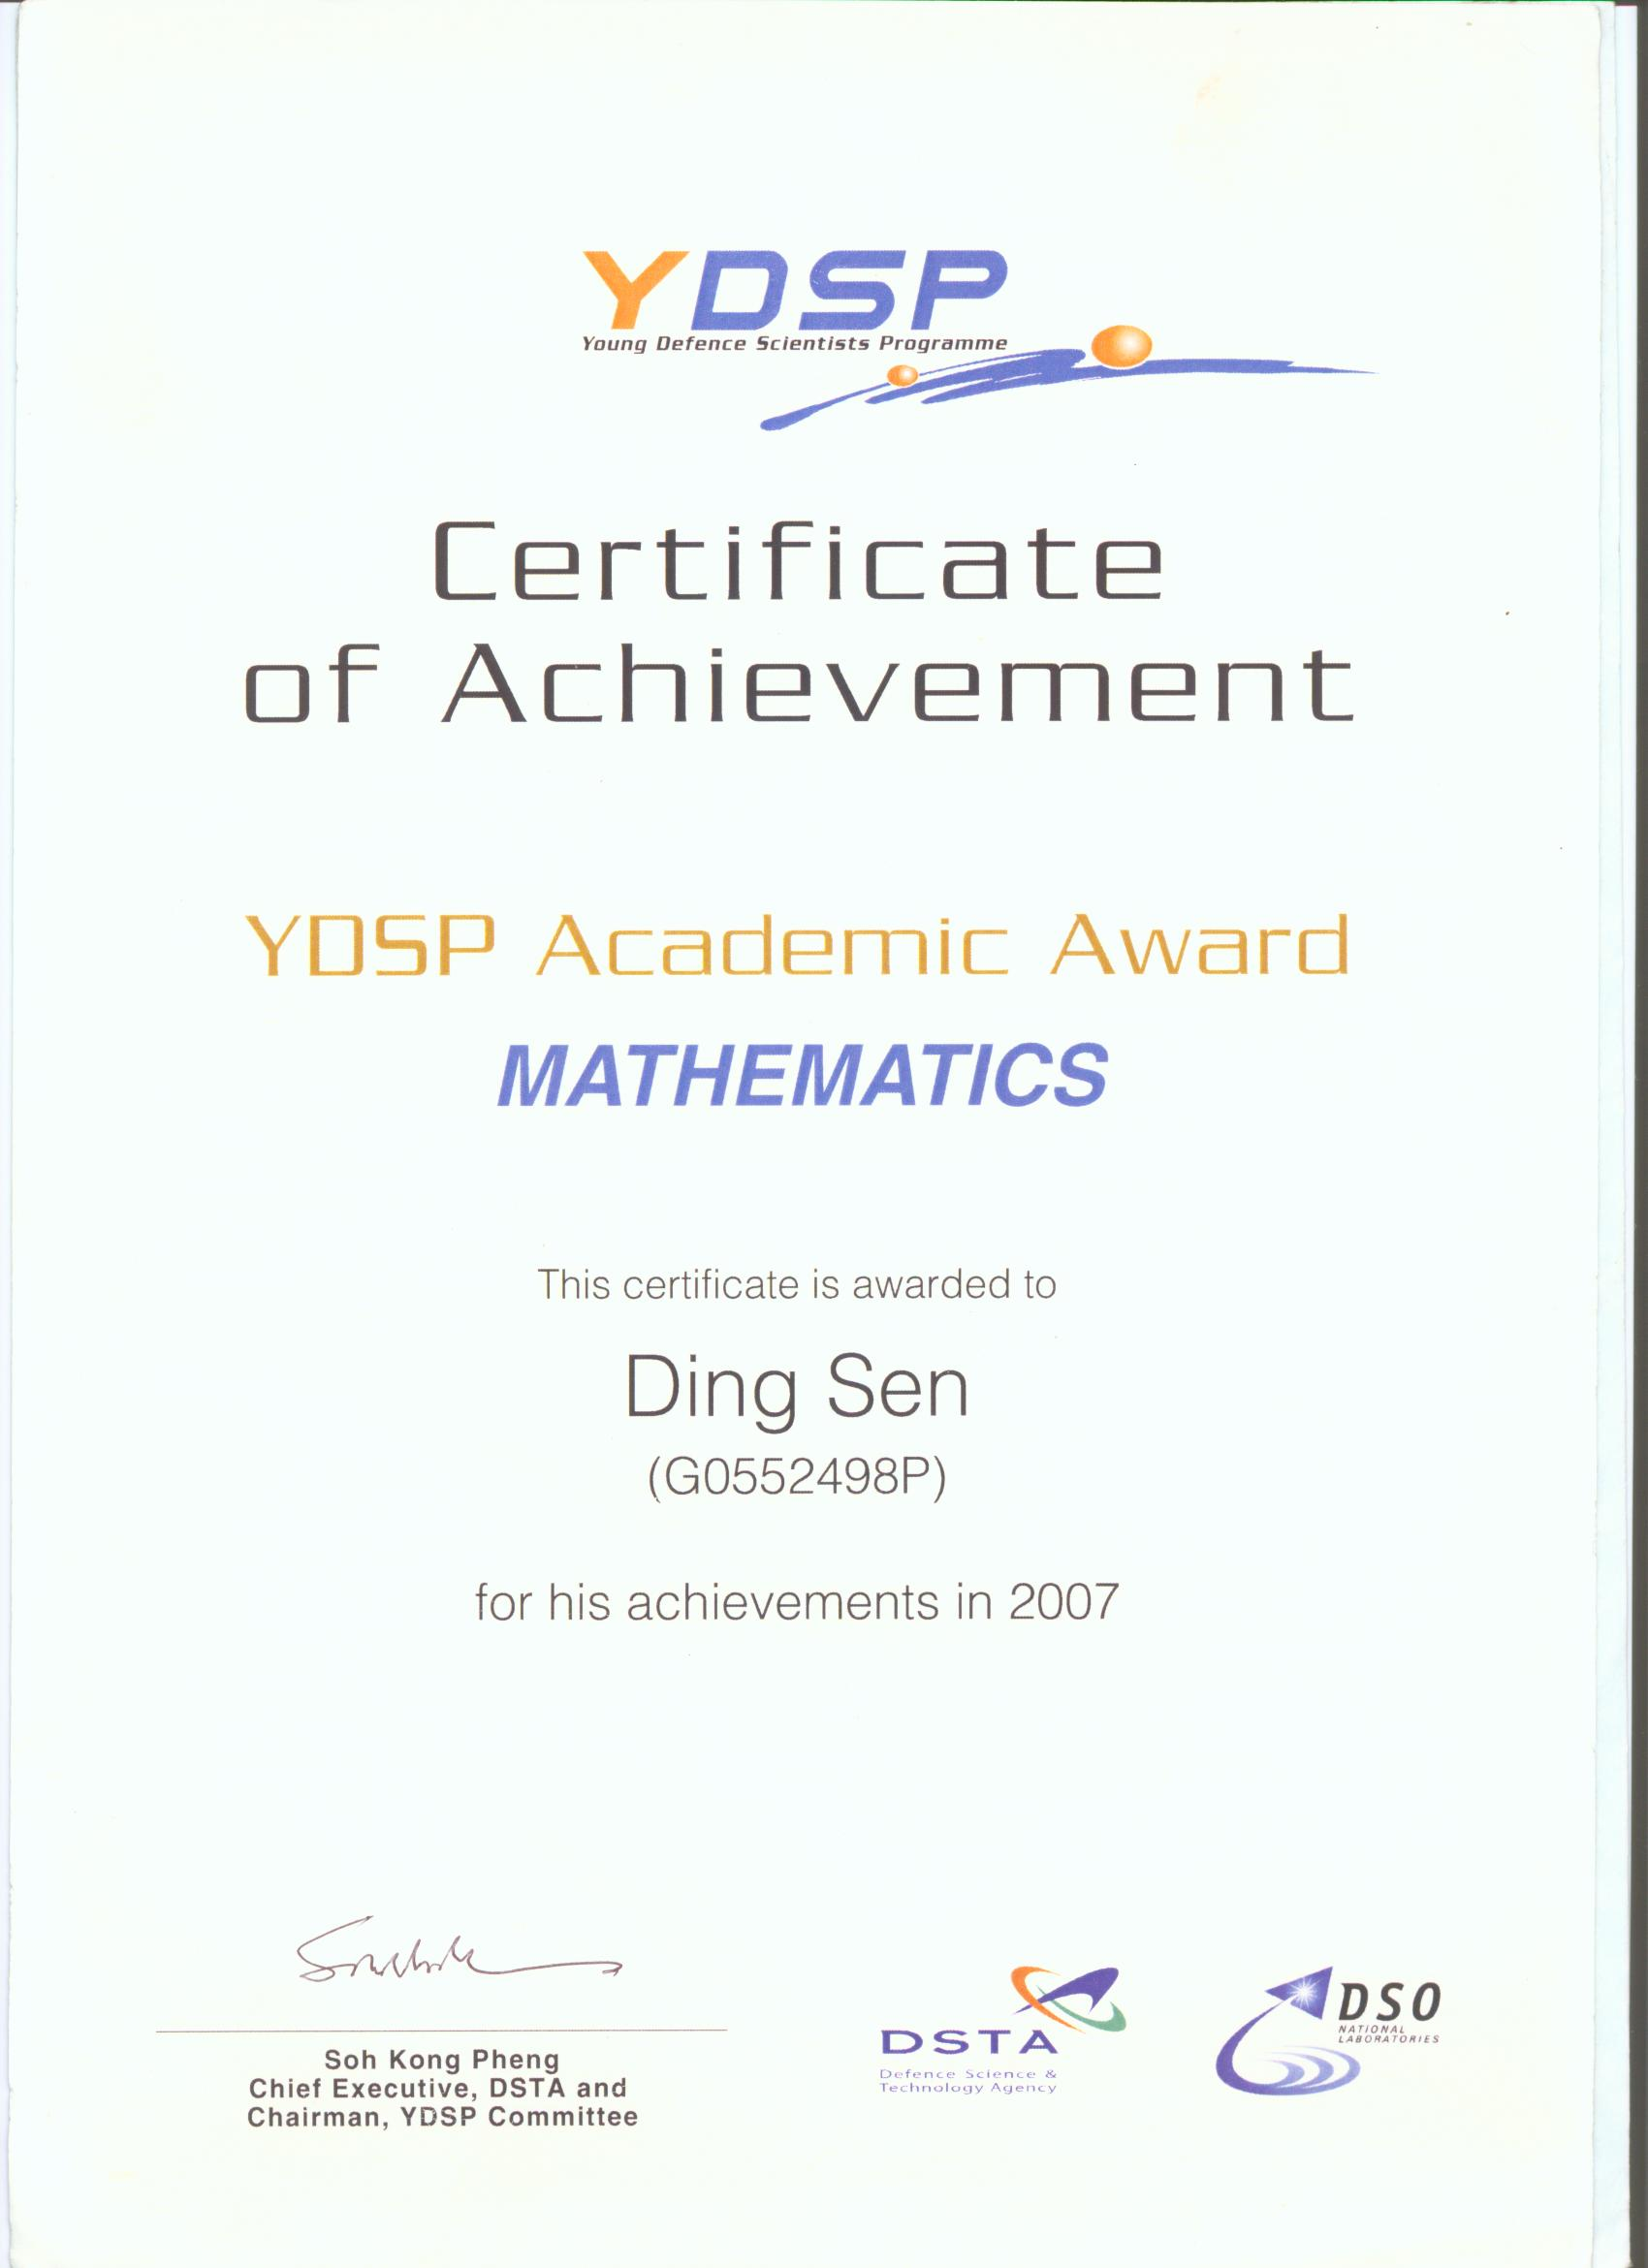 YDSP
Young Defence Scientists Programme
Certificate
of Achievement
YDSP Academic Award
MATHEMATICS
This certificate is awarded to
Ding Sen
(G0552498P)
for his achievements in 2007
Soh Kong Pheng
Chief Executive, DSTA and
Chairman, YDSP Committee
DSTA
Defence Science &
Technology Agency
DSO
NATIONAL
LABORATORIES